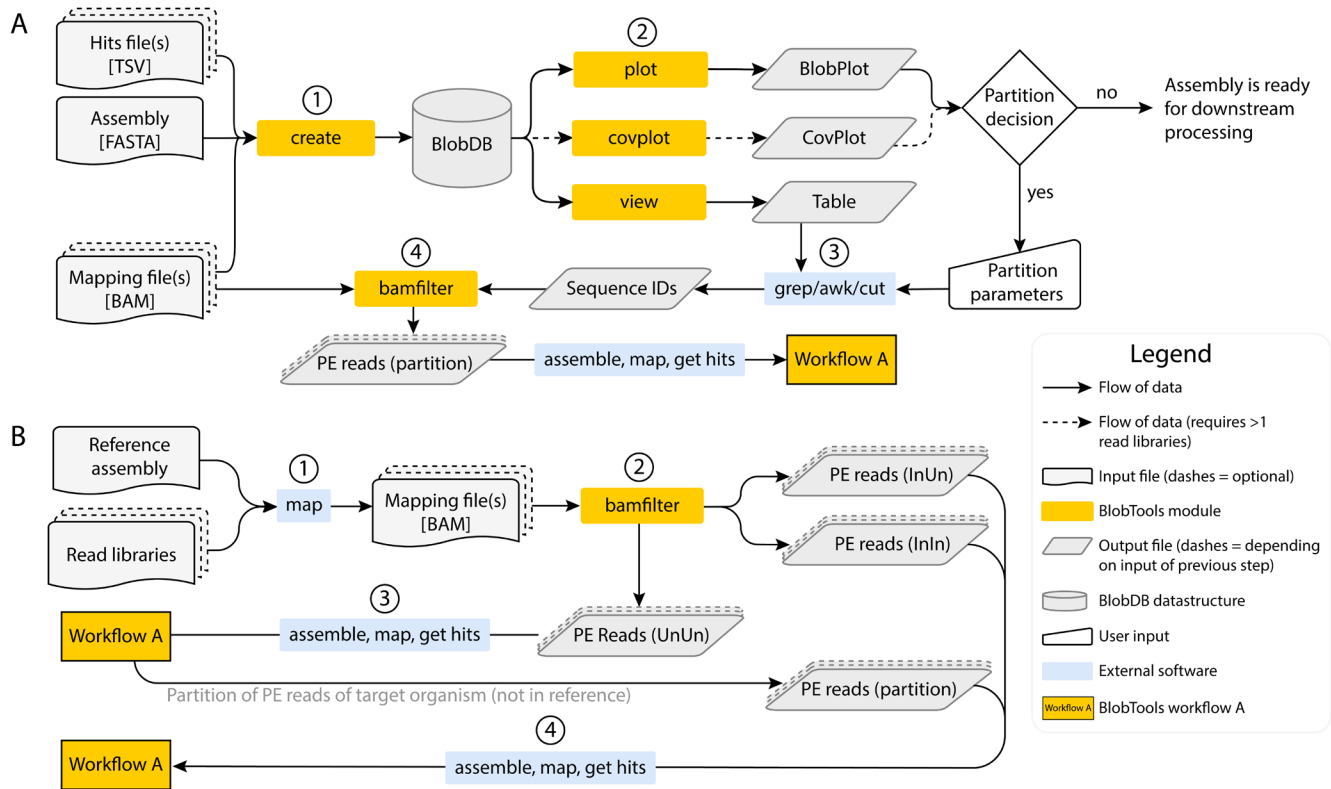 A
Hits file(s)
[TSV]
Assembly
[FASTA]
Mapping file(s)
[BAM]
1
create
BlobDB
2
plot
covplot
view
BlobPlot
CovPlot
Table
Partition
decision
no
Assembly is ready
for downstream
processing
yes
Partition
parameters
3
grep/awk/cut
Sequence IDs
4
bamfilter
PE reads (partition)
assemble, map, get hits
Workflow A
B
Reference
assembly
Read libraries
1
map
Mapping file(s)
[BAM]
2
bamfilter
PE reads (InUn)
PE reads (InIn)
PE Reads (UnUn)
3
assemble, map, get hits
Workflow A
Partition of PE reads of target organism (not in reference)
PE reads (partition)
4
assemble, map, get hits
Workflow A
Legend
Flow of data
Flow of data (requires >1
read libraries)
Input file (dashes = optional)
BlobTools module
Output file (dashes = depending
on input of previous step)
BlobDB datastructure
User input
External software
Workflow A
BlobTools workflow A